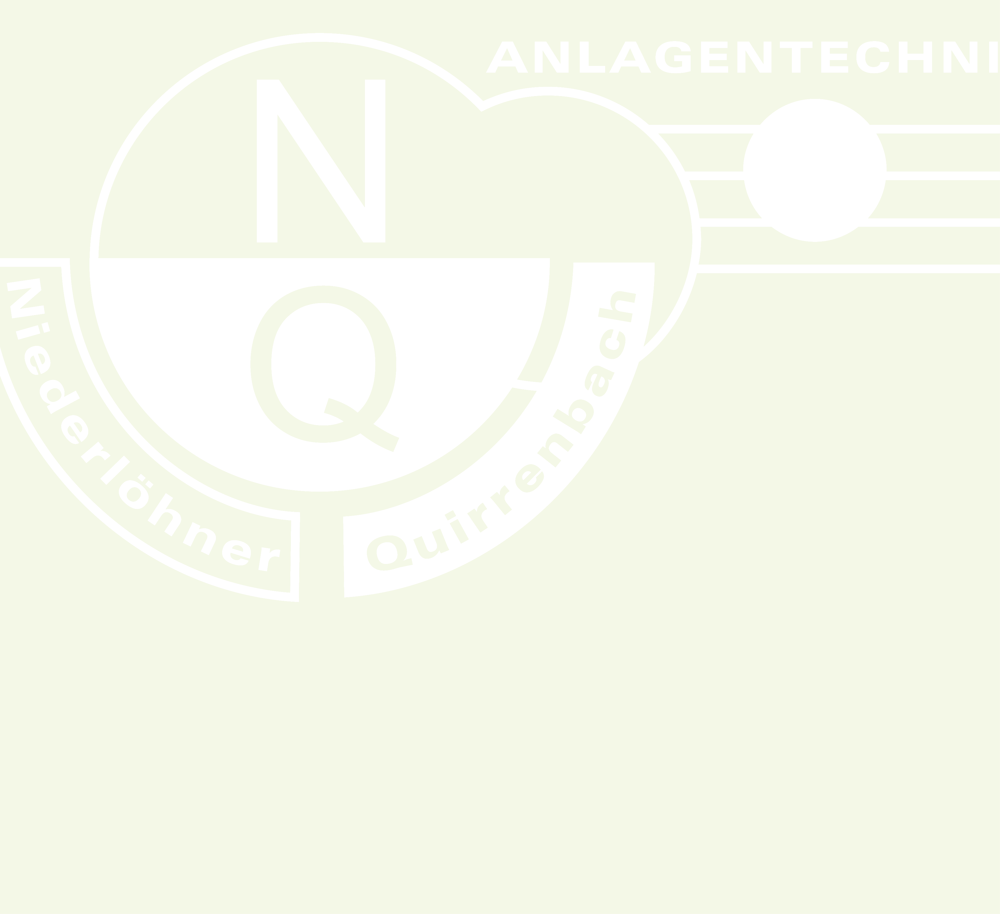 ANLAGENTECHNI
N
Q
Niederlöhner
Quirrenbach